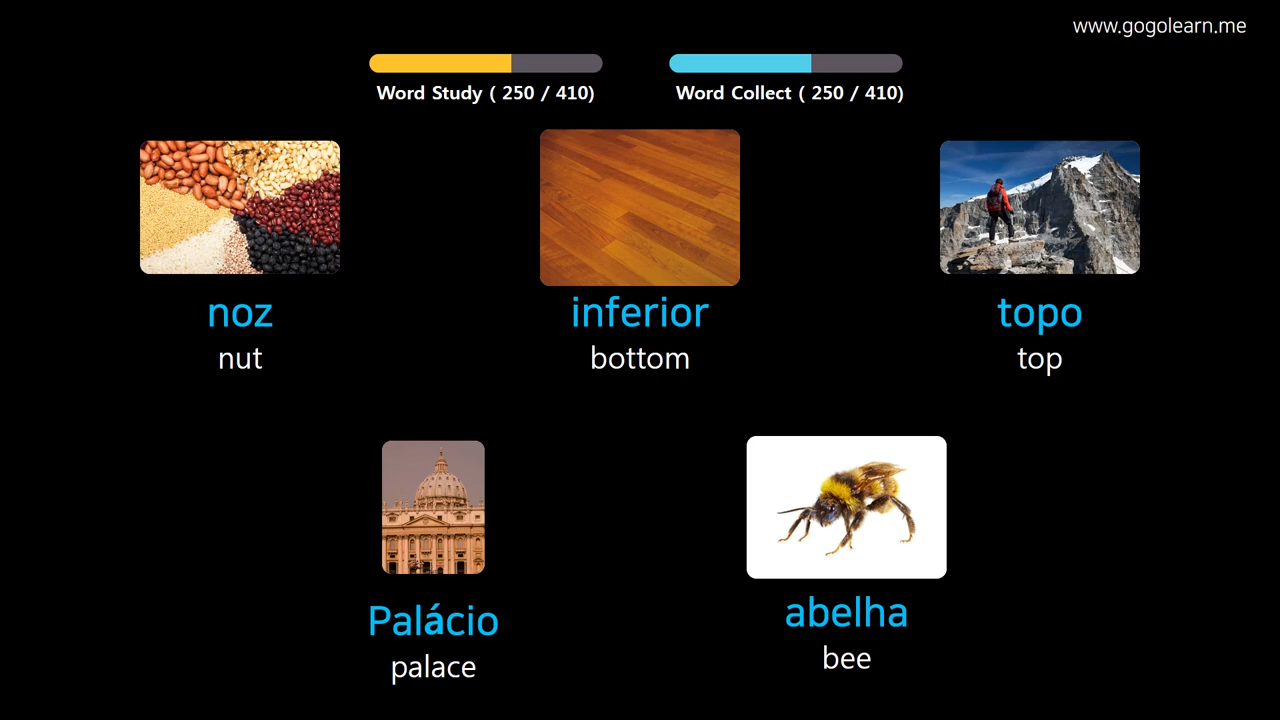 www.gogolearn.me
Word Study ( 250 / 410)
Word Collect ( 250 / 410)
noz
nut
inferior
bottom
topo
top
Palácio
palace
abelha
bee